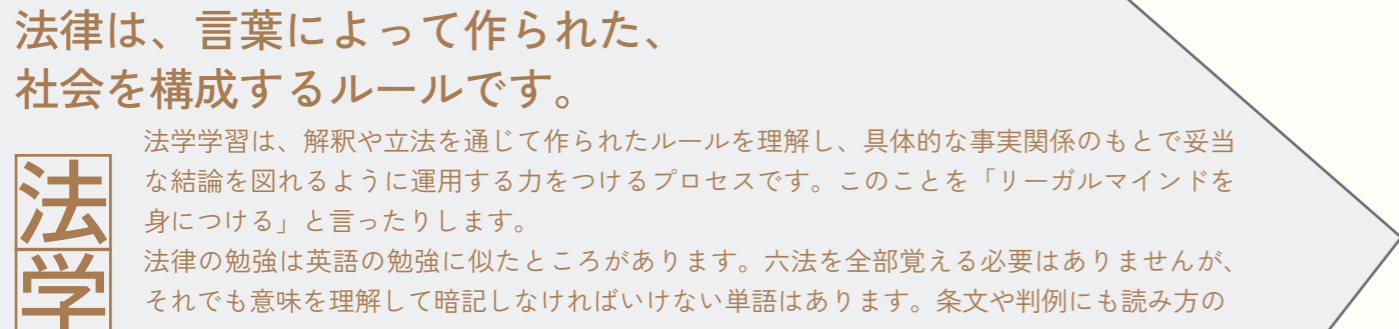 法律は、言葉によって作られた、
社会を構成するルールです。
法学学習は、解釈や立法を通じて作られたルールを理解し、具体的な事実関係のもとで妥当
な結論を図れるように運用する力をつけるプロセスです。このことを「リーガルマインドを
身につける」と言ったりします。
法律の勉強は英語の勉強に似たところがあります。六法を全部覚える必要はありませんが、
それでも意味を理解して暗記しなければいけない単語はあります。条文や判例にも読み方の
法
学